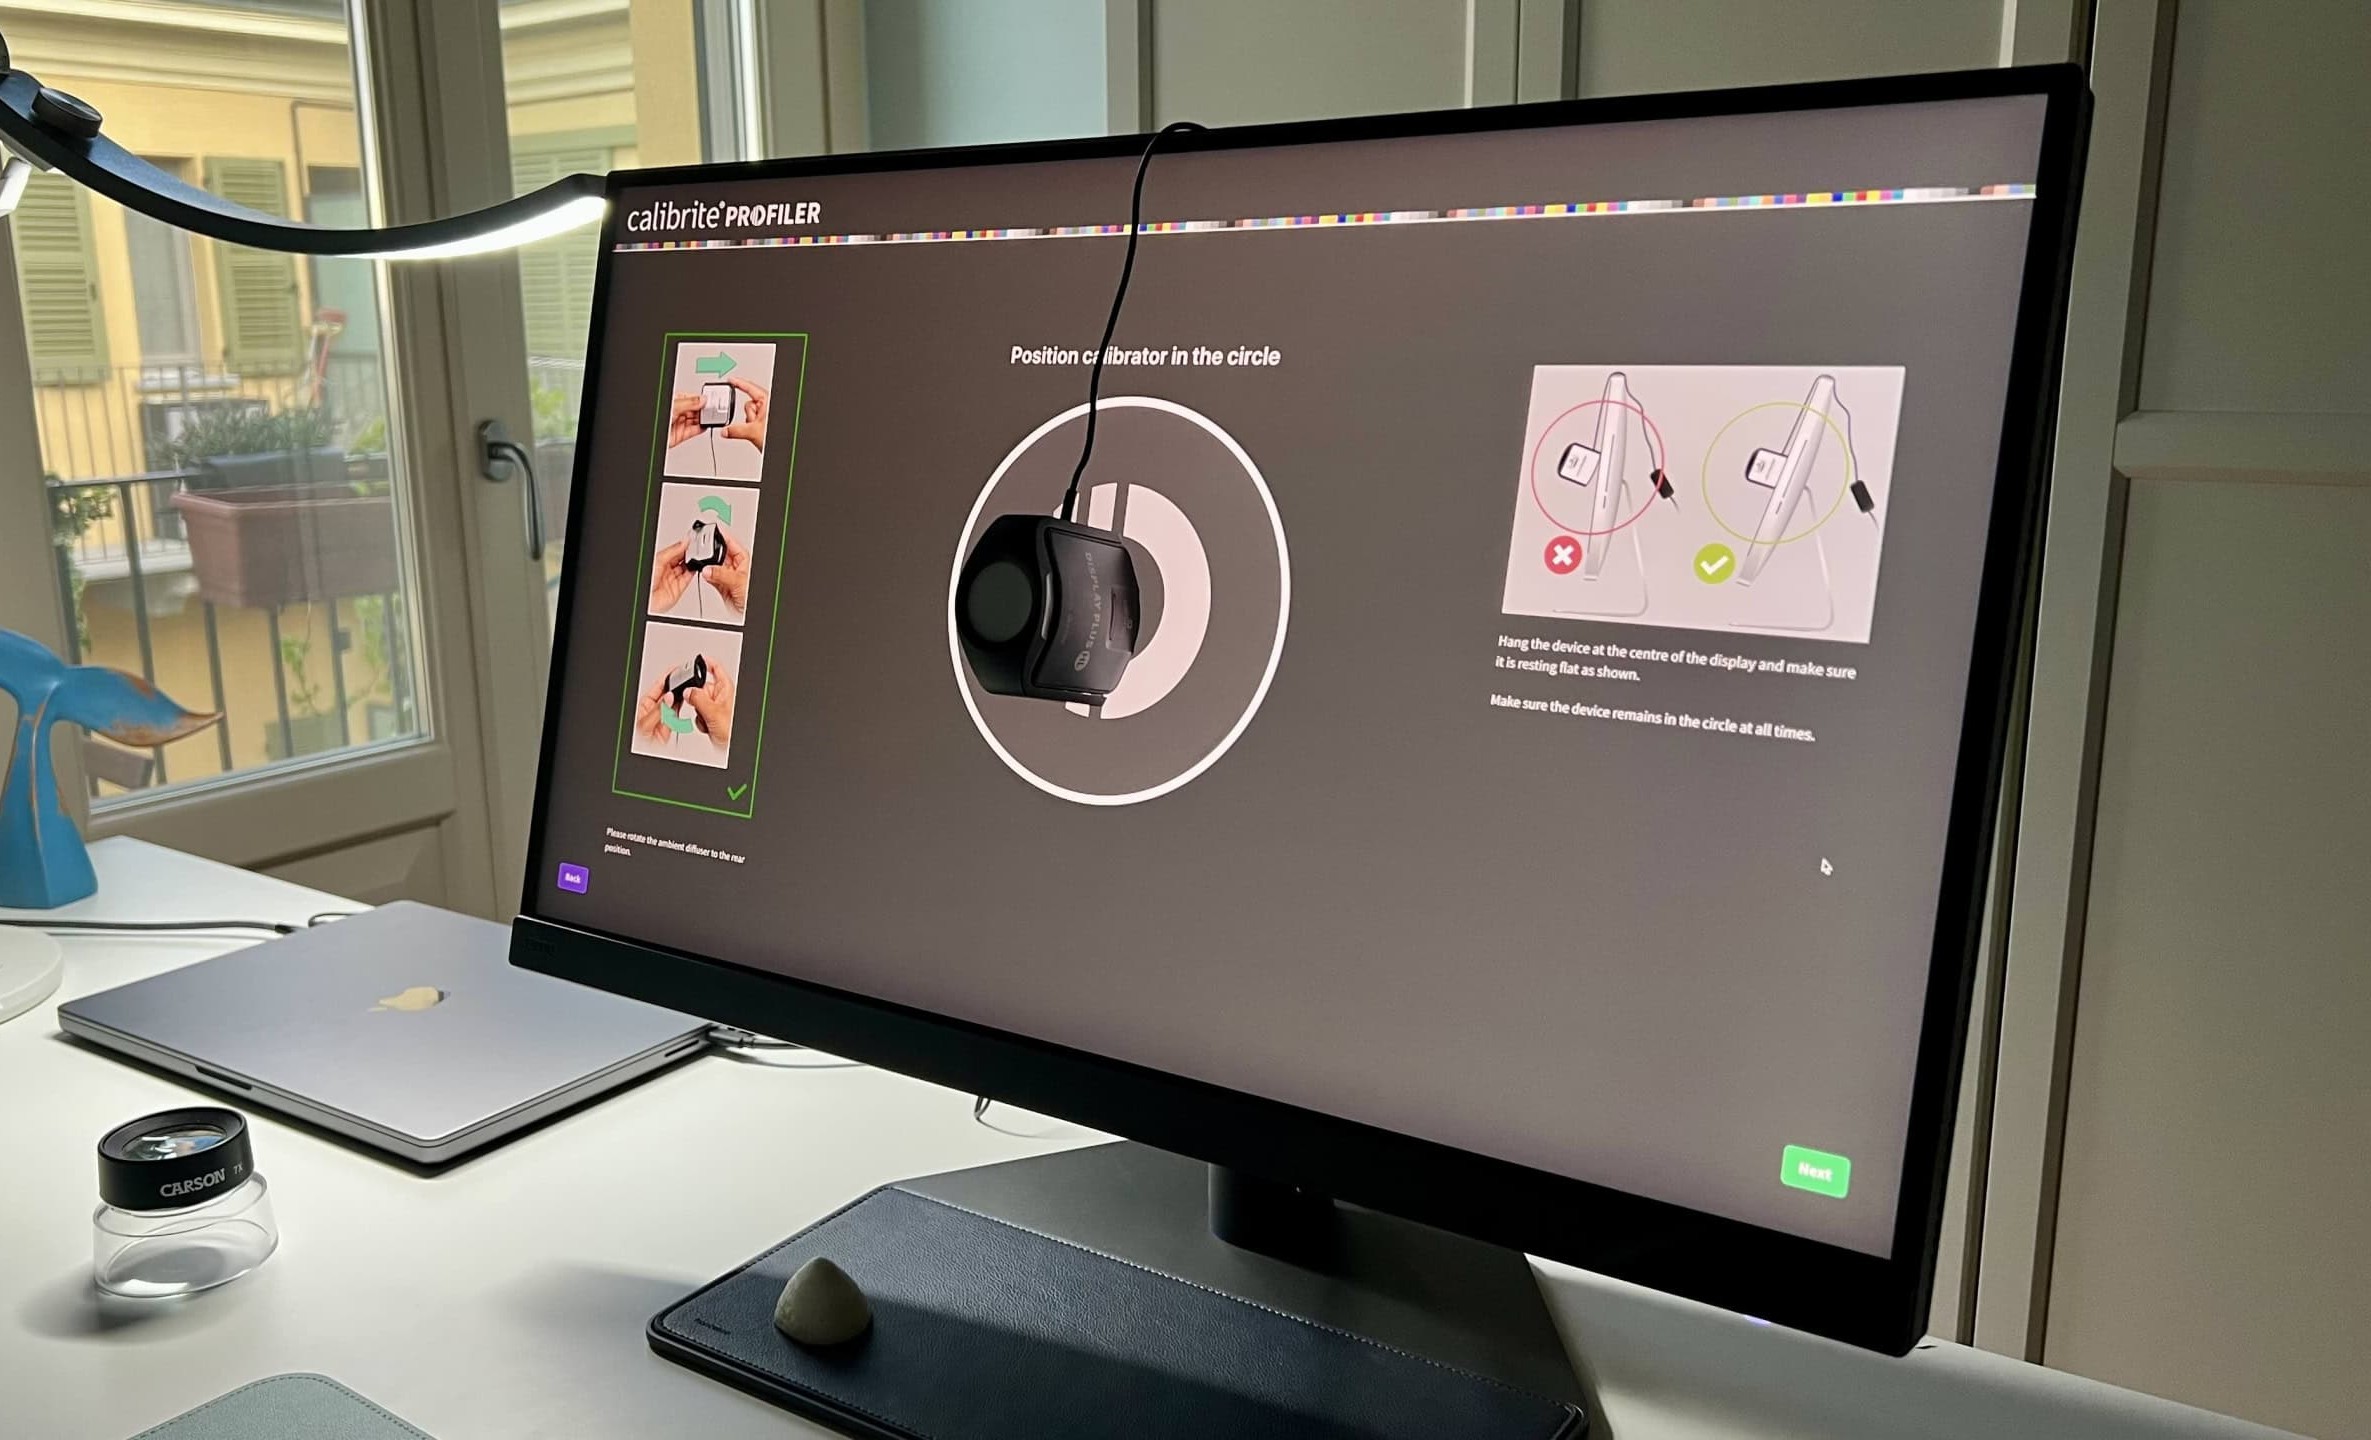 calibrite PROFILER
Position calibrator in the circle
DISPLAY PLUS HL
Hang the device at the centre of the display and make sure
it is resting flat as shown.
Make sure the device remains in the circle at all times.
Please rotate the ambient diffuser to the rear
position.
Back
Next
CARSON 7X